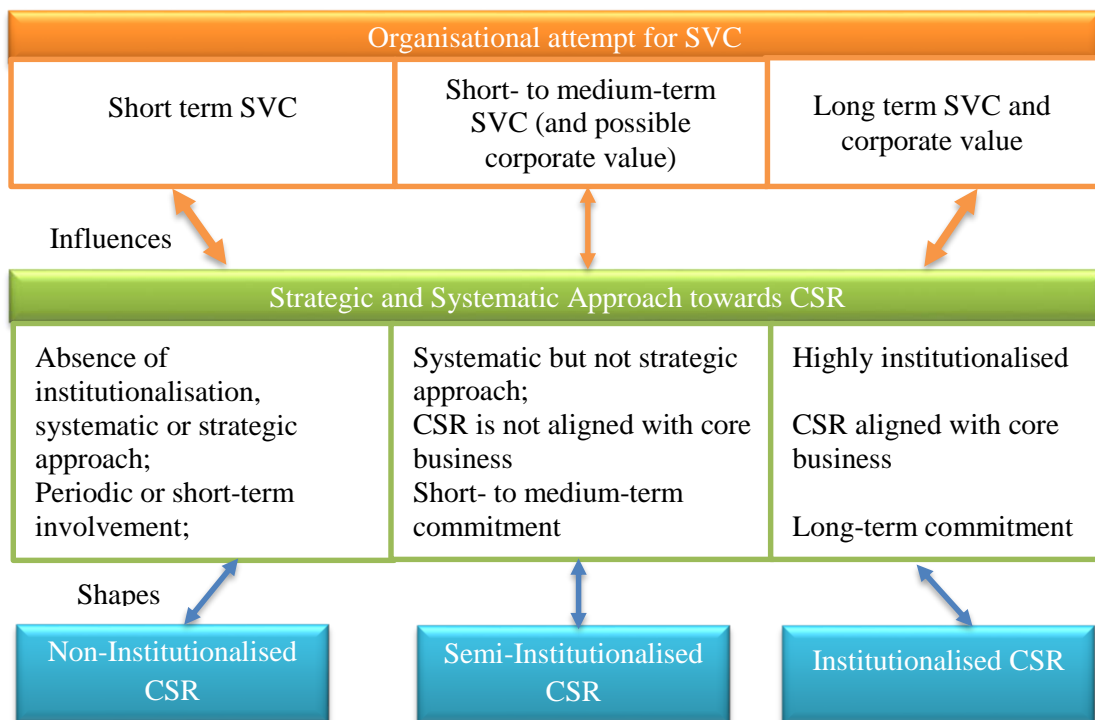 Organisational attempt for SVC
Short term SVC
Short- to medium-term
SVC (and possible
corporate value)
Long term SVC and
corporate value
Influences
Strategic and Systematic Approach towards CSR
Absence of
institutionalisation,
systematic or strategic
approach;
Periodic or short-term
involvement;
Systematic but not strategic
approach;
CSR is not aligned with core
business
Short- to medium-term
commitment
Highly institutionalised
CSR aligned with core
business
Long-term commitment
Shapes
Non-Institutionalised
CSR
Semi-Institutionalised
CSR
Institutionalised CSR